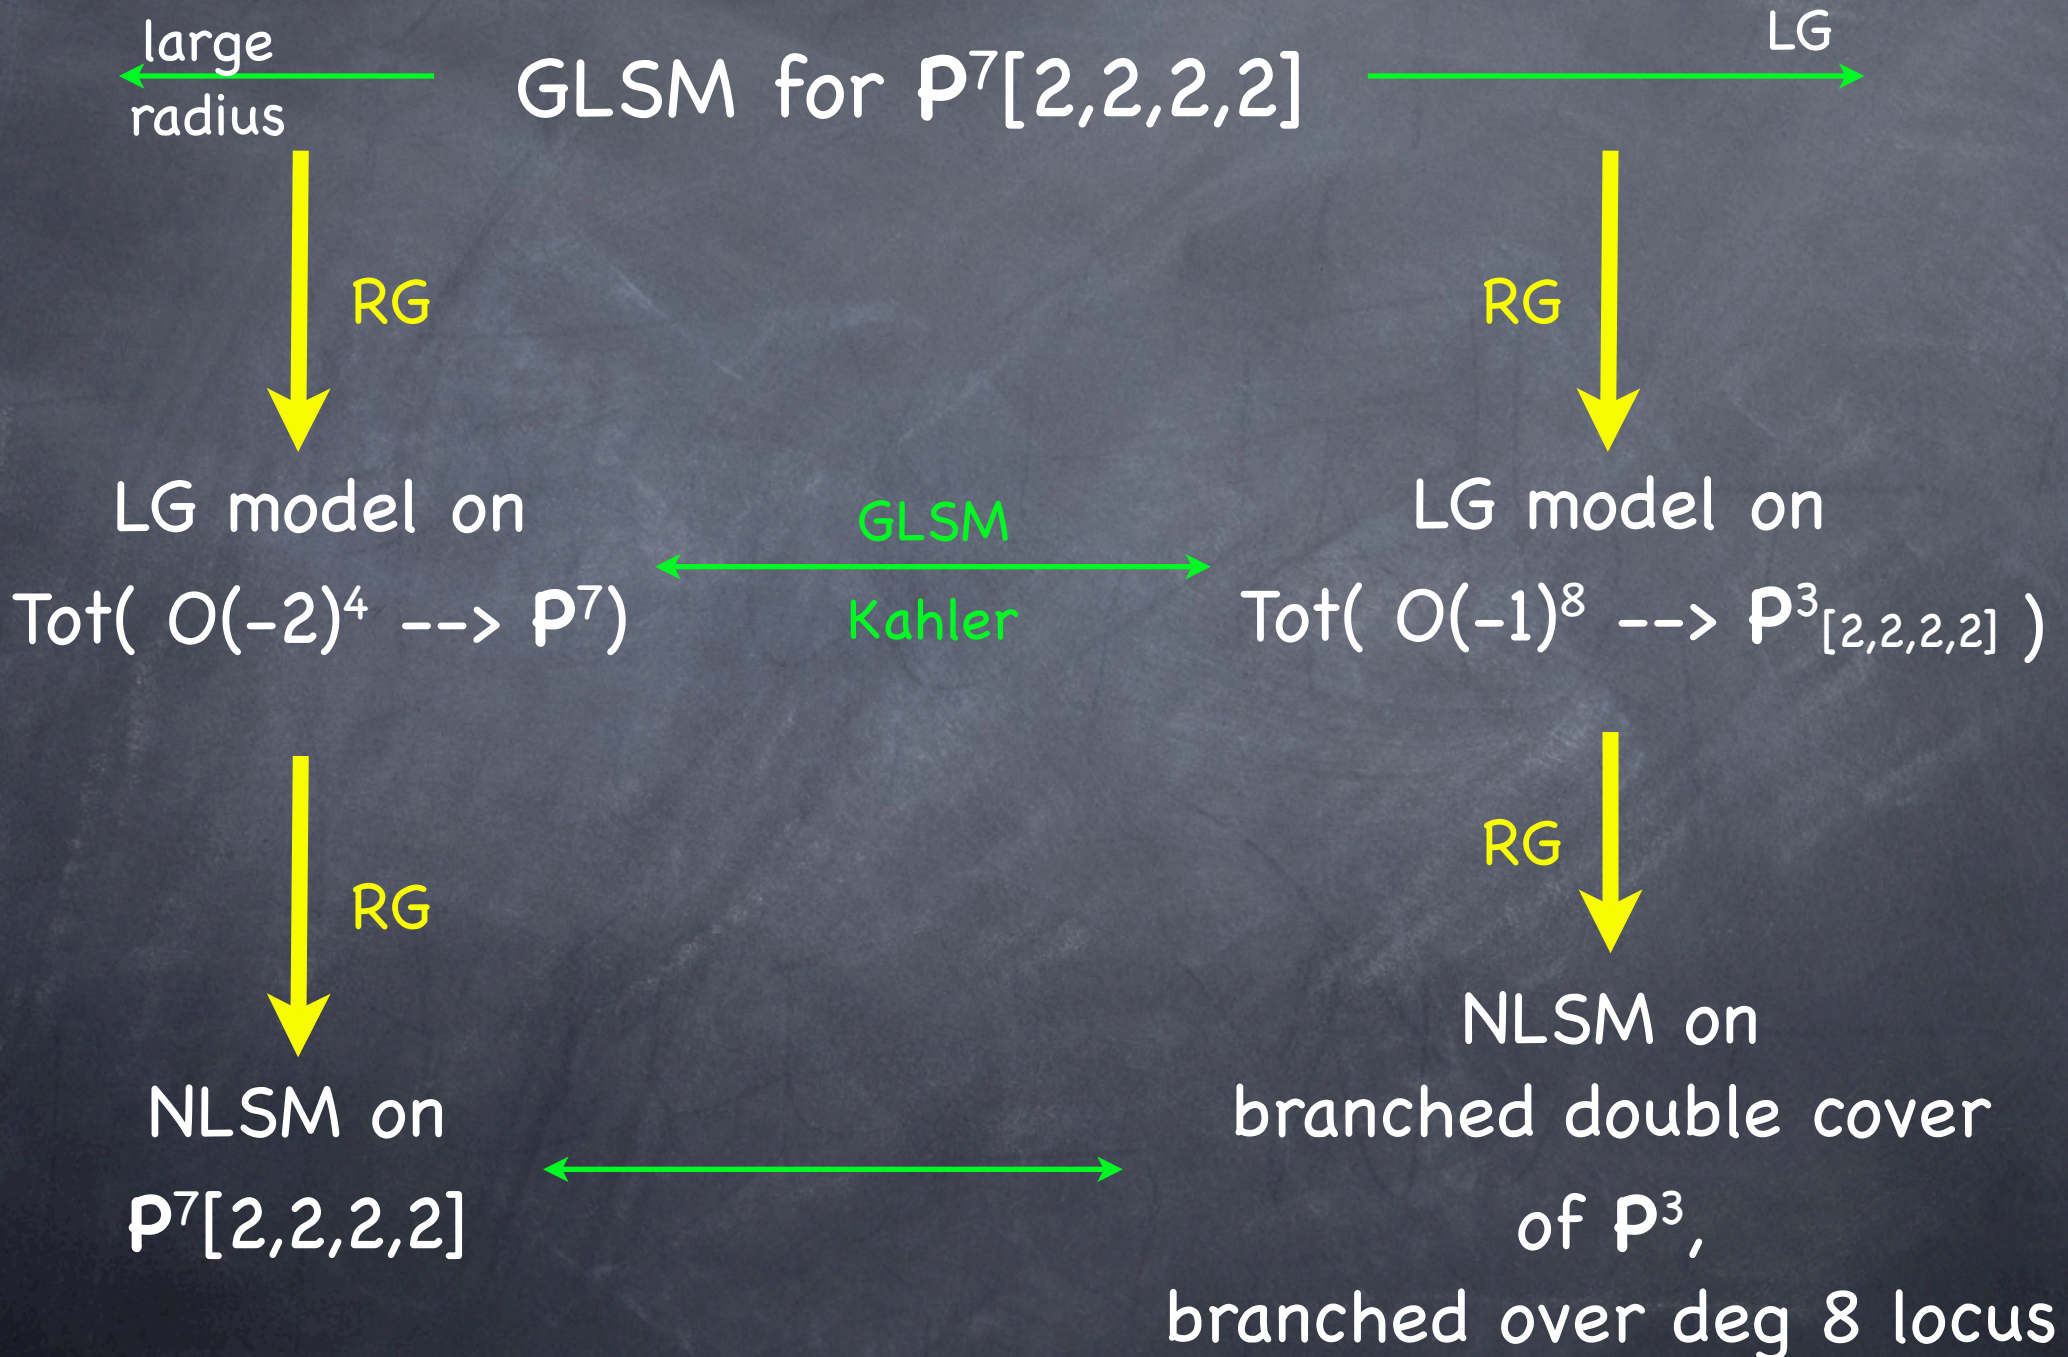 large
radius
GLSM for P⁷[2,2,2,2]
LG
RG
RG
LG model on
Tot( O(-2)⁴ --> P⁷)
GLSM
Kahler
LG model on
Tot( O(-1)⁸ --> P³[2,2,2,2] )
RG
RG
NLSM on
P⁷[2,2,2,2]
NLSM on
branched double cover
of P³,
branched over deg 8 locus